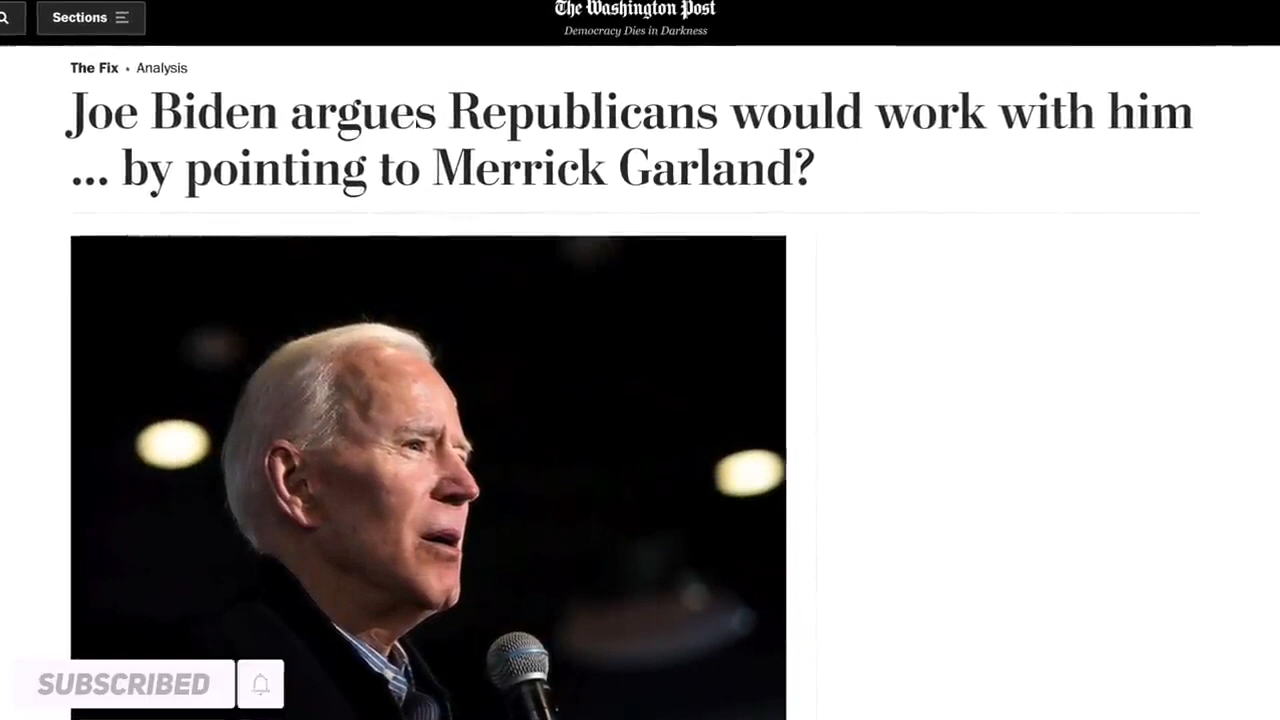 Sections
The Washington Post
Democracy Dies in Darkness
The Fix • Analysis
Joe Biden argues Republicans would work with him
... by pointing to Merrick Garland?
SUBSCRIBED